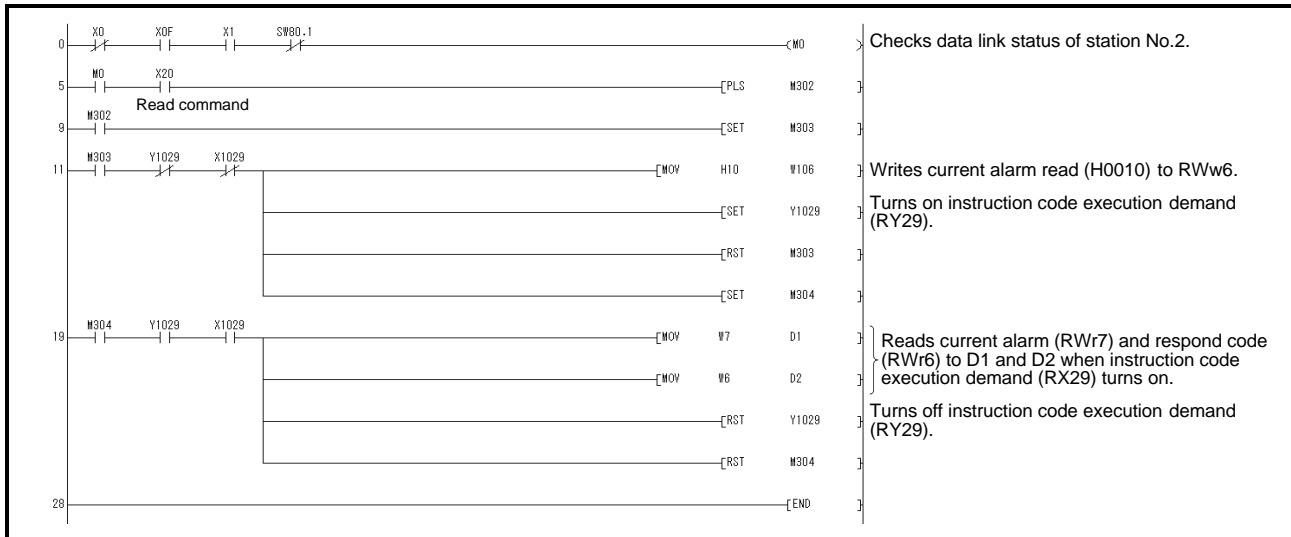 X0 X0F X1 SW80.1
0 (M0 ) Checks data link status of station No.2.
M0 X20
5 [PLS M302 ]
Read command
M302
9 [SET M303 ]
M303 Y1029 X1029
11 [MOV H10 W106 ] Writes current alarm read (H0010) to RWw6.
[SET Y1029 ] Turns on instruction code execution demand
(RY29).
[RST M303 ]
[SET M304 ]
M304 Y1029 X1029
19 [MOV W7 D1 ] Reads current alarm (RWr7) and respond code
(RWr6) to D1 and D2 when instruction code
[MOV W6 D2 ] execution demand (RX29) turns on.
[RST Y1029 ] Turns off instruction code execution demand
(RY29).
[RST M304 ]
28 [END ]